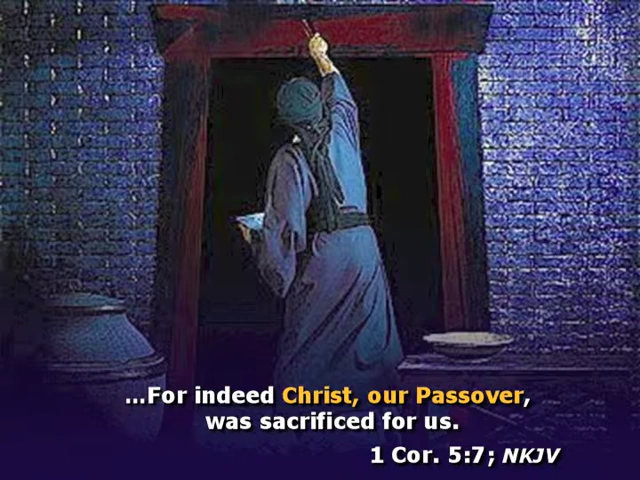 …For indeed Christ, our Passover,
was sacrificed for us.
1 Cor. 5:7; NKJV